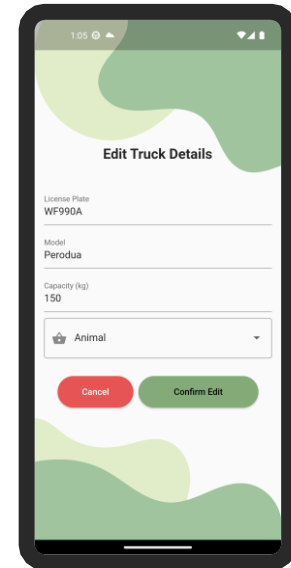 1:05
Edit Truck Details
License Plate
WF990A
Model
Perodua
Capacity (kg)
150
Animal
Cancel Confirm Edit